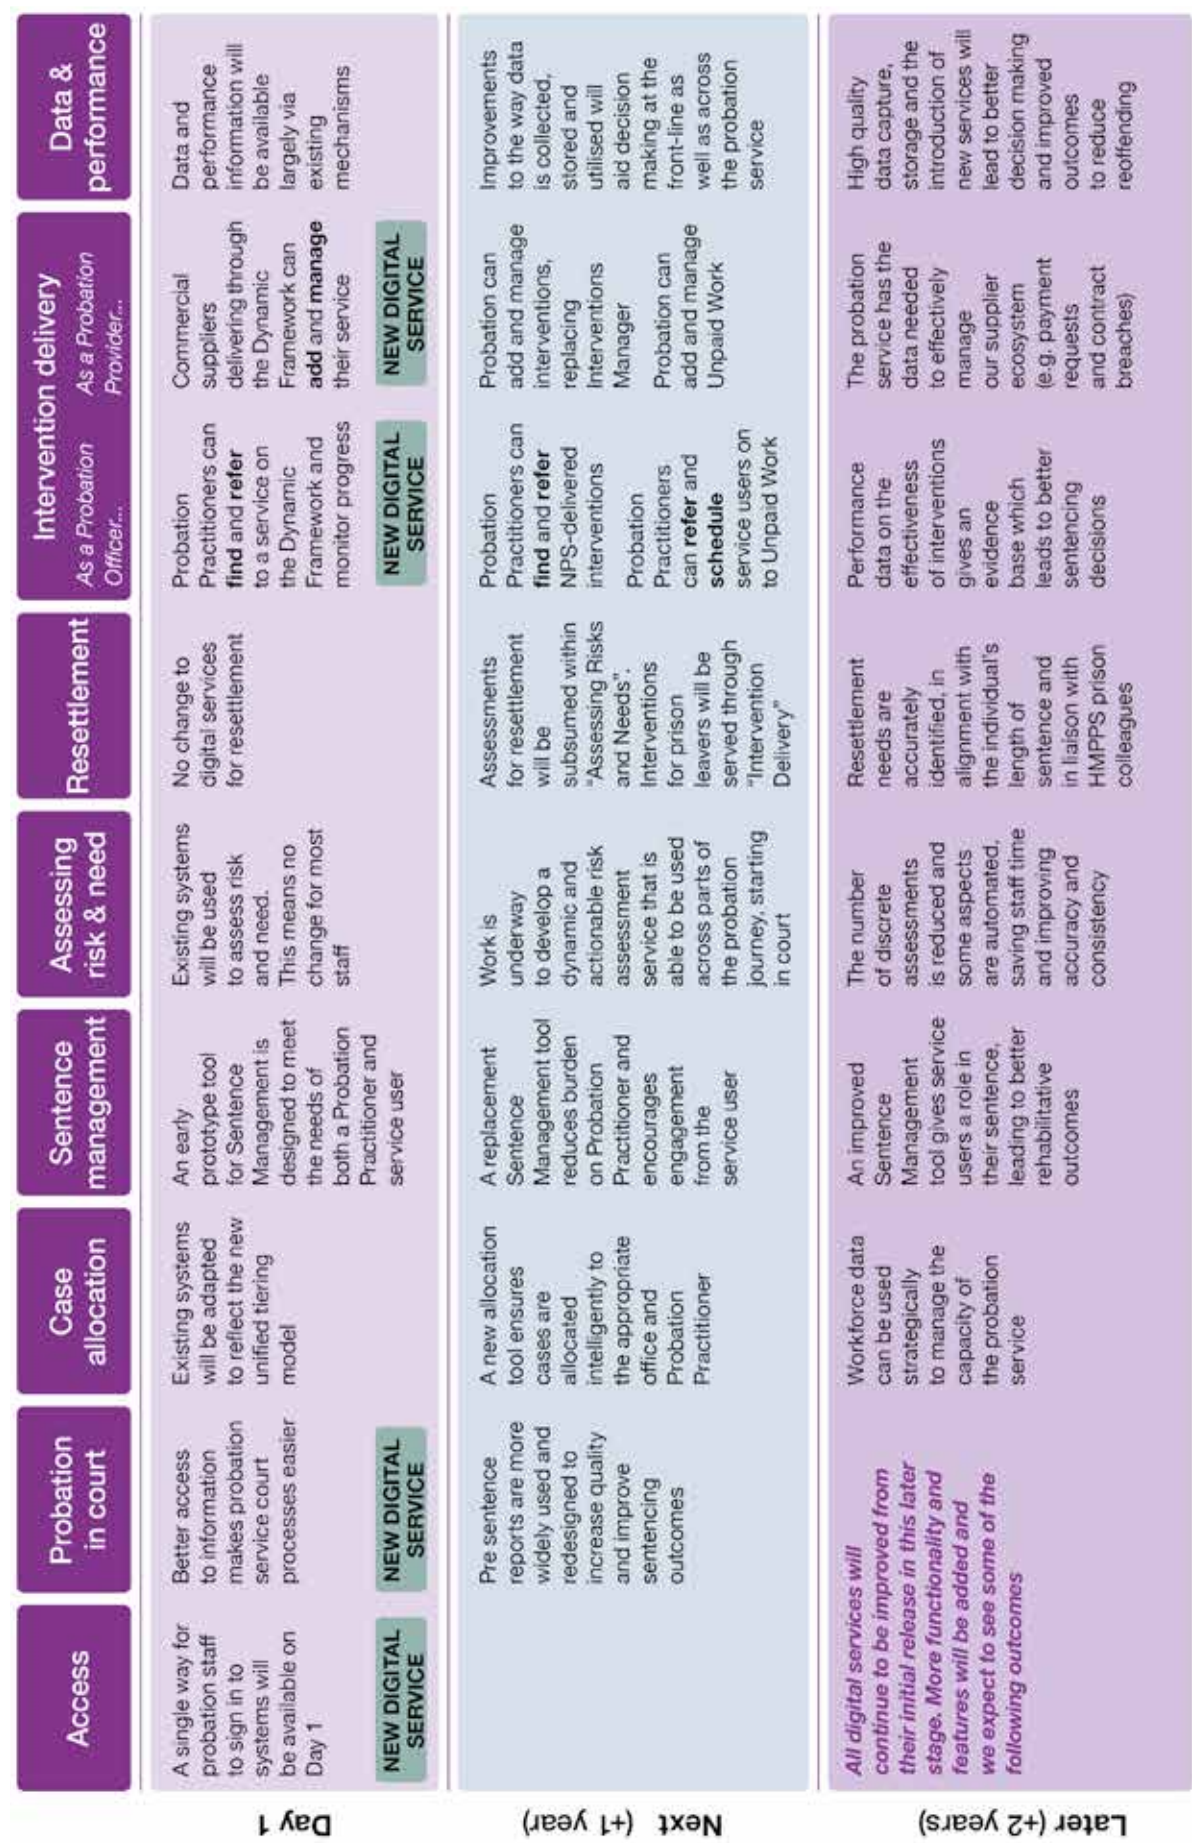 Access
Probation
in court
Case
allocation
Sentence
management
Assessing
risk & need
Resettlement
Intervention delivery
As a Probation
Officer...
As a Probation
Provider...
Data &
performance
Day 1
A single way for
probation staff
to sign in to
systems will
be available on
Day 1
NEW DIGITAL
SERVICE
Better access
to information
makes probation
service court
processes easier
NEW DIGITAL
SERVICE
Existing systems
will be adapted
to reflect the new
unified tiering
model
An early
prototype tool
for Sentence
Management is
designed to meet
the needs of
both a Probation
Practitioner and
service user
Existing systems
will be used
to assess risk
and need.
This means no
change for most
staff
No change to
digital services
for resettlement
Probation
Practitioners can
find and refer
to a service on
the Dynamic
Framework and
monitor progress
NEW DIGITAL
SERVICE
Commercial
suppliers
delivering through
the Dynamic
Framework can
add and manage
their service
NEW DIGITAL
SERVICE
Data and
performance
information will
be available
largely via
existing
mechanisms
Next (+1 year)
Pre sentence
reports are more
widely used and
redesigned to
increase quality
and improve
sentencing
outcomes
A new allocation
tool ensures
cases are
allocated
intelligently to
the appropriate
office and
Probation
Practitioner
A replacement
Sentence
Management tool
reduces burden
on Probation
Practitioner and
encourages
engagement
from the
service user
Work is
underway
to develop a
dynamic and
actionable risk
assessment
service that is
able to be used
across parts of
the probation
journey, starting
in court
Assessments
for resettlement
will be
subsumed within
“Assessing Risks
and Needs”.
Interventions
for prison
leavers will be
served through
“Intervention
Delivery”
Probation
Practitioners can
find and refer
NPS-delivered
interventions
Probation
Practitioners
can refer and
schedule
service users on
to Unpaid Work
Probation can
add and manage
interventions,
replacing
Interventions
Manager
Probation can
add and manage
Unpaid Work
Improvements
to the way data
is collected,
stored and
utilised will
aid decision
making at the
front-line as
well as across
the probation
service
Later (+2 years)
All digital services will
continue to be improved from
their initial release in this later
stage. More functionality and
features will be added and
we expect to see some of the
following outcomes
Workforce data
can be used
strategically
to manage the
capacity of
the probation
service
An improved
Sentence
Management
tool gives service
users a role in
their sentence,
leading to better
rehabilitative
outcomes
The number
of discrete
assessments
is reduced and
some aspects
are automated,
saving staff time
and improving
accuracy and
consistency
Resettlement
needs are
accurately
identified, in
alignment with
the individual’s
length of
sentence and
in liaison with
HMPPS prison
colleagues
Performance
data on the
effectiveness
of interventions
gives an
evidence
base which
leads to better
sentencing
decisions
The probation
service has the
data needed
to effectively
manage
our supplier
ecosystem
(e.g. payment
requests
and contract
breaches)
High quality
data capture,
storage and the
introduction of
new services will
lead to better
decision making
and improved
outcomes
to reduce
reoffending